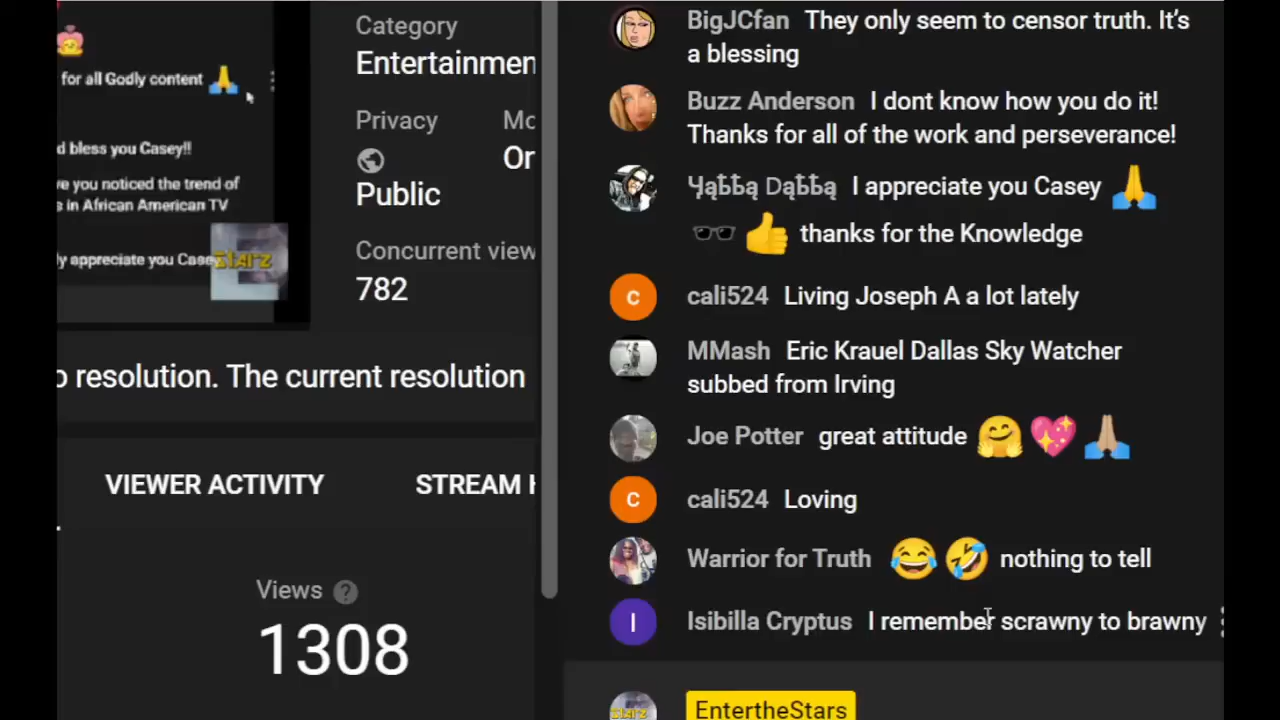 for all Godly content 🙏
d bless you Casey!!
ve you noticed the trend of
s in African American TV
ly appreciate you Case
STARZ
Category
Entertainmen
Privacy
Mo
Public
Or
Concurrent view
782
o resolution. The current resolution
VIEWER ACTIVITY
STREAM H
Views ?
1308
BigJCfan They only seem to censor truth. It's
a blessing
Buzz Anderson I dont know how you do it!
Thanks for all of the work and perseverance!
Ⴗąҍҍą Dąҍҍą I appreciate you Casey 🙏
🕶️ 👍 thanks for the Knowledge
C cali524 Living Joseph A a lot lately
MMash Eric Krauel Dallas Sky Watcher
subbed from Irving
Joe Potter great attitude 🤗 💖 🙏🏽
C cali524 Loving
Warrior for Truth 😂 🤣 nothing to tell
I Isibilla Cryptus I remember scrawny to brawny
EntertheStars